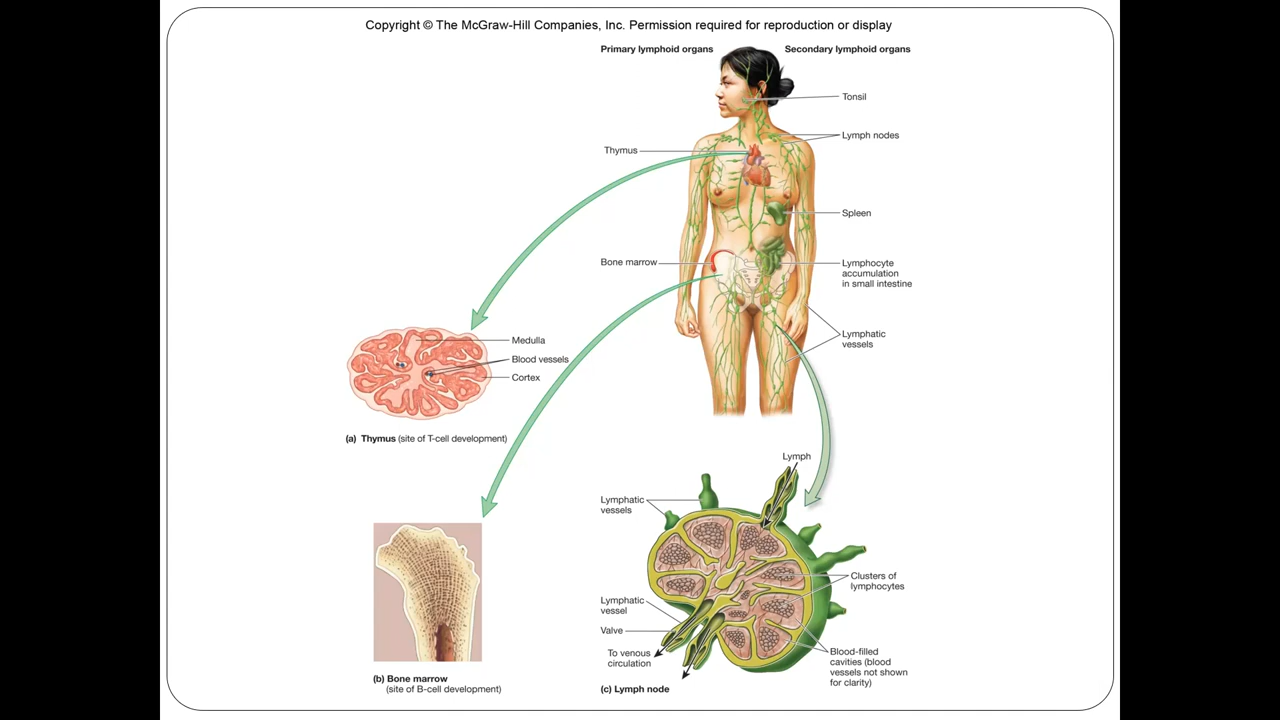 Copyright © The McGraw-Hill Companies, Inc. Permission required for reproduction or display
Primary lymphoid organs
Secondary lymphoid organs
Tonsil
Lymph nodes
Thymus
Spleen
Bone marrow
Lymphocyte
accumulation
in small intestine
Lymphatic
vessels
Medulla
Blood vessels
Cortex
(a) Thymus (site of T-cell development)
Lymph
Lymphatic
vessels
Clusters of
lymphocytes
Lymphatic
vessel
Valve
To venous
circulation
Blood-filled
cavities (blood
vessels not shown
for clarity)
(b) Bone marrow
(site of B-cell development)
(c) Lymph node